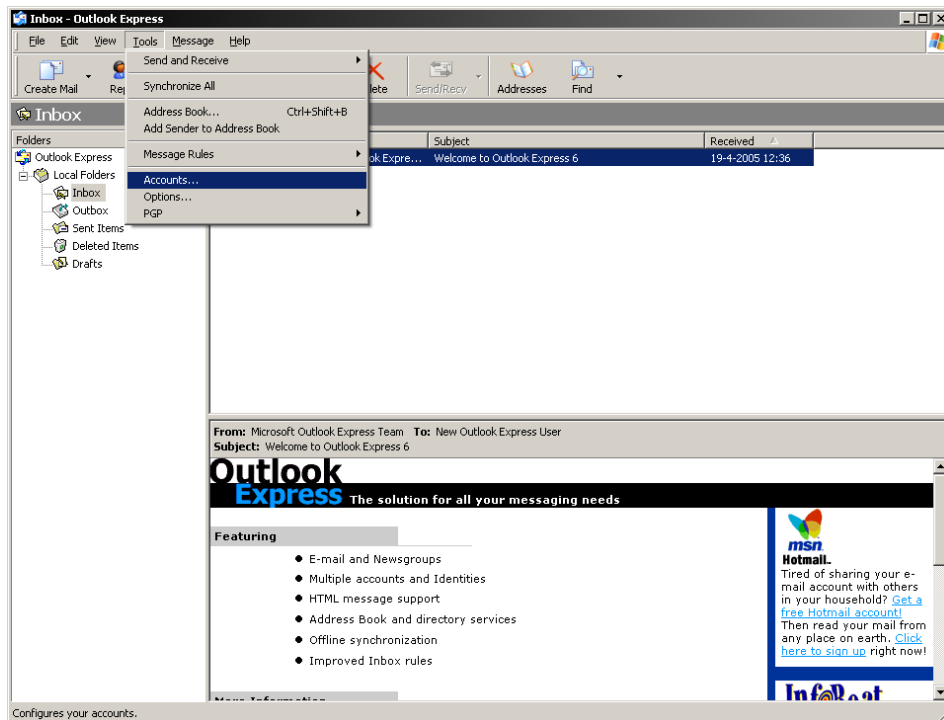 Inbox - Outlook Express
File Edit View Tools Message Help
Send and Receive
Synchronize All
Address Book... Ctrl+Shift+B
Add Sender to Address Book
Message Rules
Accounts...
Options...
PGP
Create Mail Send/Recv Addresses Find
Inbox
Folders
Outlook Express
Local Folders
Inbox
Outbox
Sent Items
Deleted Items
Drafts
Subject Received
Welcome to Outlook Express 6 19-4-2005 12:36
From: Microsoft Outlook Express Team To: New Outlook Express User
Subject: Welcome to Outlook Express 6
Outlook
Express The solution for all your messaging needs
Featuring
E-mail and Newsgroups
Multiple accounts and Identities
HTML message support
Address Book and directory services
Offline synchronization
Improved Inbox rules
More Information
msn
Hotmail
Tired of sharing your e-
mail account with others
in your household? Get a
free Hotmail account!
Then read your mail from
any place on earth. Click
here to sign up right now!
InfoBeat
Configures your accounts.